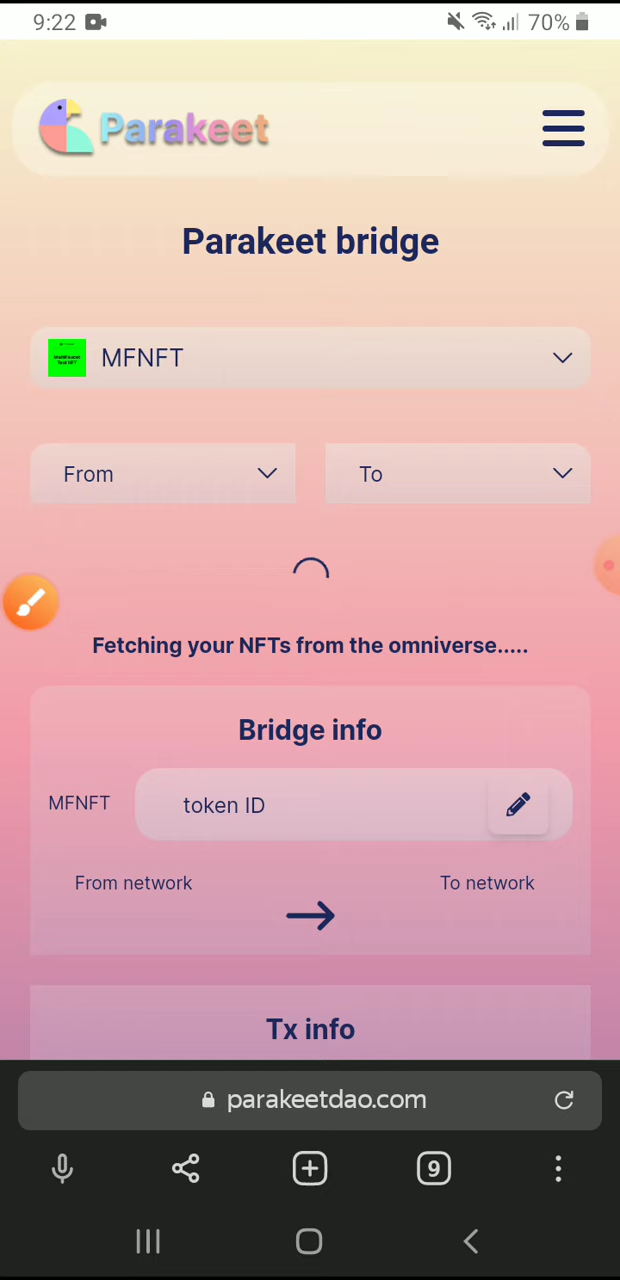 9:22
70%
Parakeet
Parakeet bridge
MFNFT
From
To
Fetching your NFTs from the omniverse.....
Bridge info
MFNFT
token ID
From network
To network
Tx info
parakeetdao.com
9